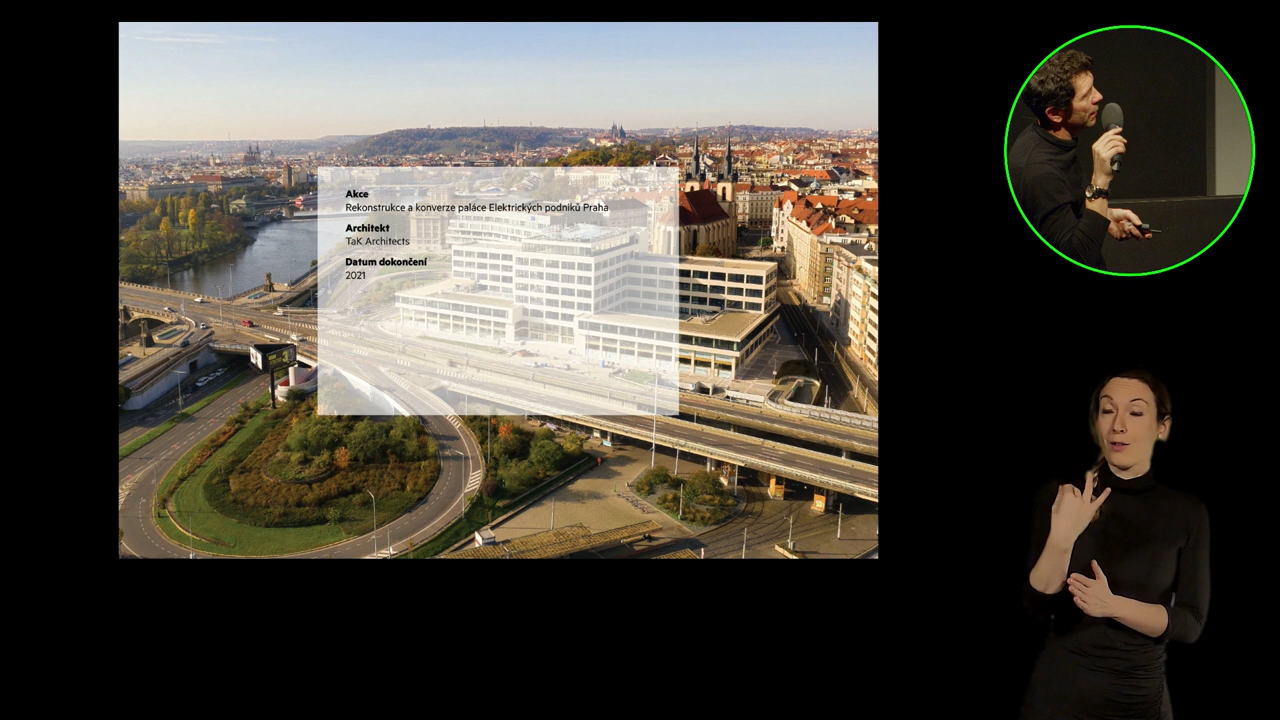 Akce
Rekonstrukce a konverze paláce Elektrických podniků Praha
Architekt
TaK Architects
Datum dokončení
2021